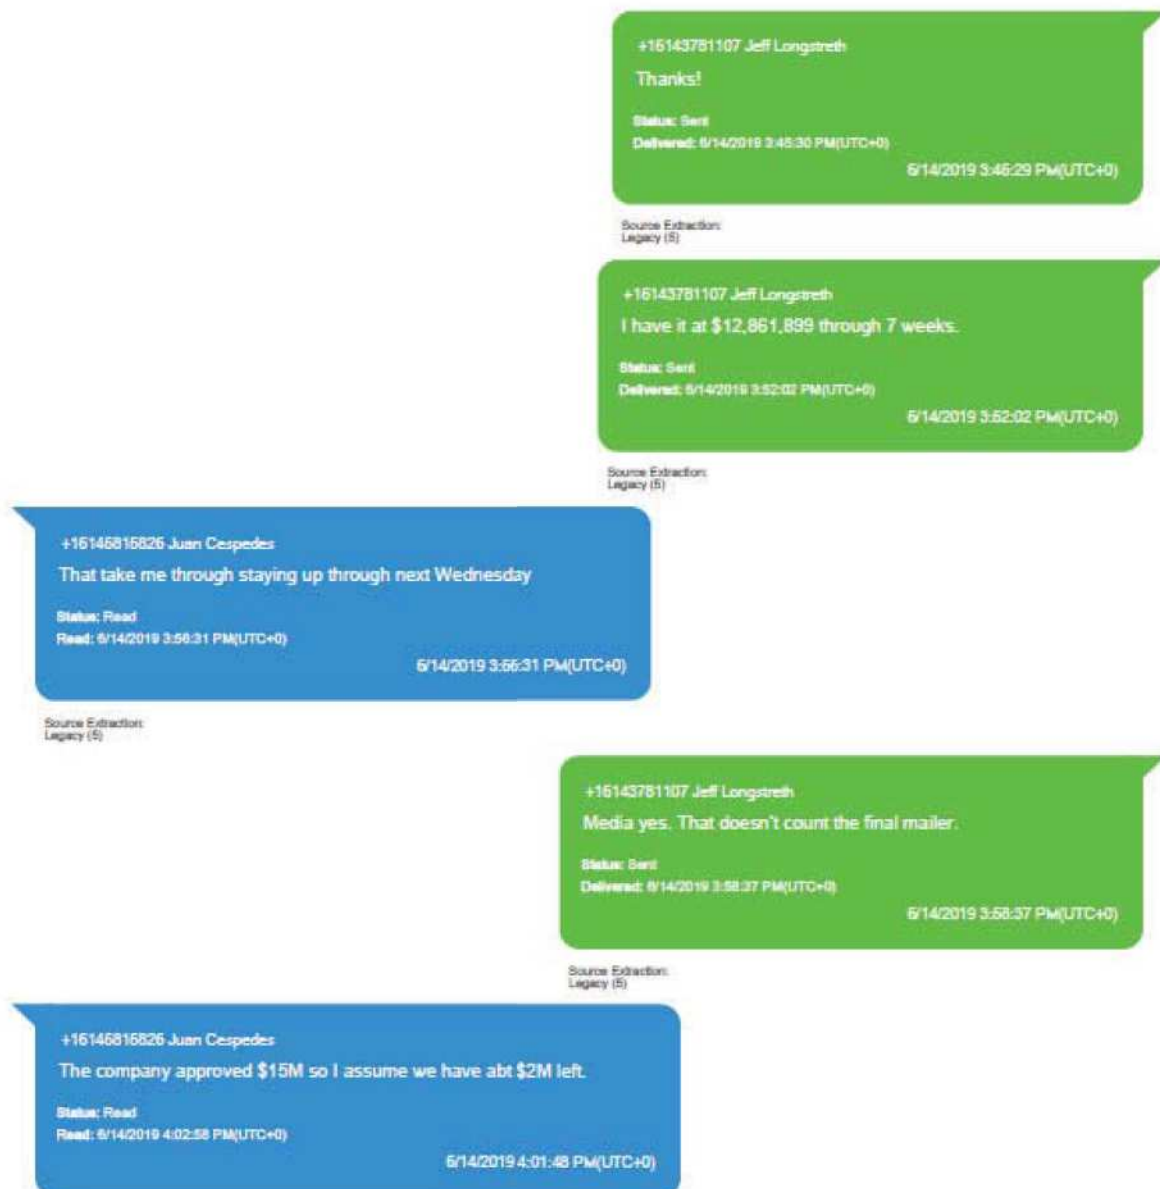 +16143781107 Jeff Longstreth
Thanks!
Status: Sent
Delivered: 6/14/2019 3:45:30 PM(UTC+0)
6/14/2019 3:45:29 PM(UTC+0)
Source Extraction:
Legacy (5)
+16143781107 Jeff Longstreth
I have it at $12,861,899 through 7 weeks.
Status: Sent
Delivered: 6/14/2019 3:52:02 PM(UTC+0)
6/14/2019 3:52:02 PM(UTC+0)
Source Extraction:
Legacy (5)
Juan Cespedes
That take me through staying up through next Wednesday
Status: Read
Read: 6/14/2019 3:56:31 PM(UTC+0)
6/14/2019 3:56:31 PM(UTC+0)
Source Extraction:
Legacy (5)
+16143781107 Jeff Longstreth
Media yes. That doesn't count the final mailer.
Status: Sent
Delivered: 6/14/2019 3:58:37 PM(UTC+0)
6/14/2019 3:58:37 PM(UTC+0)
Source Extraction:
Legacy (5)
Juan Cespedes
The company approved $15M so I assume we have abt $2M left.
Status: Read
Read: 6/14/2019 4:02:58 PM(UTC+0)
6/14/2019 4:01:48 PM(UTC+0)